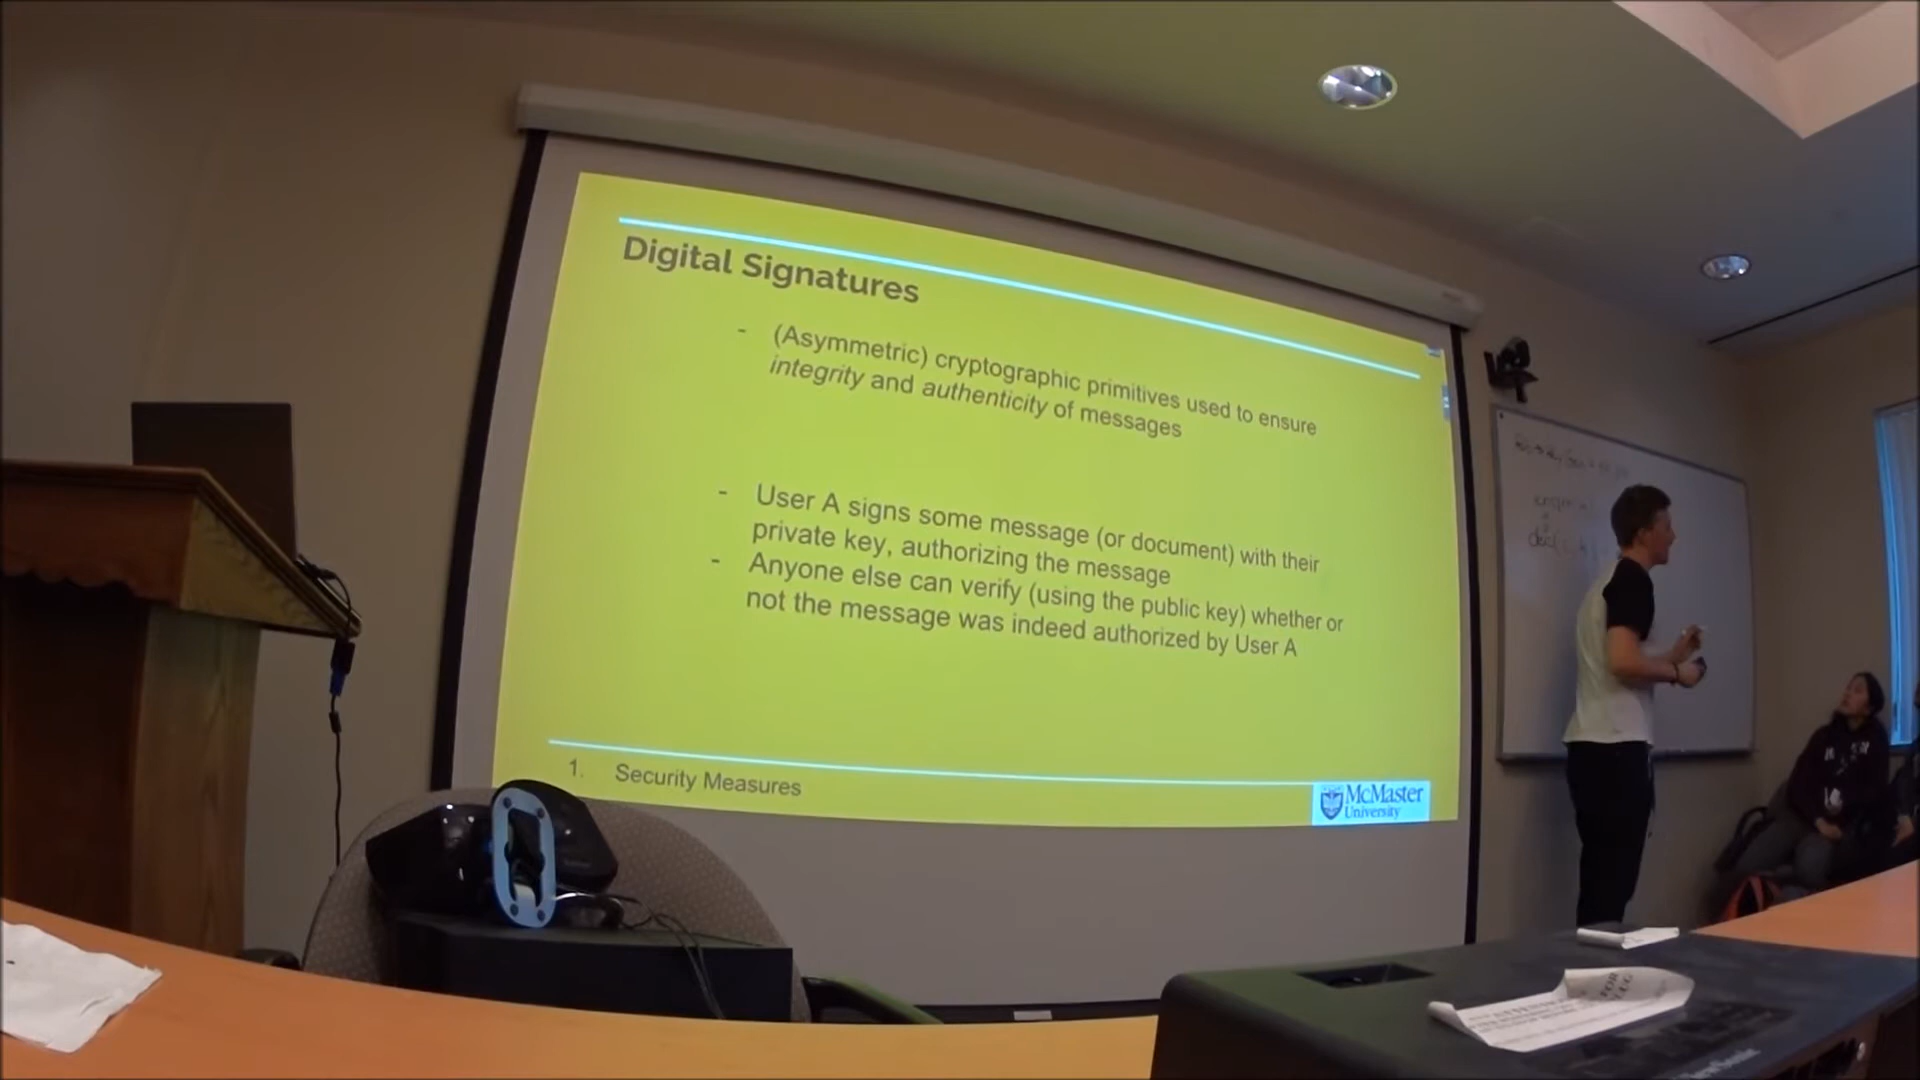 Digital Signatures
- (Asymmetric) cryptographic primitives used to ensure
integrity and authenticity of messages
- User A signs some message (or document) with their
private key, authorizing the message
- Anyone else can verify (using the public key) whether or
not the message was indeed authorized by User A
1. Security Measures
McMaster
University